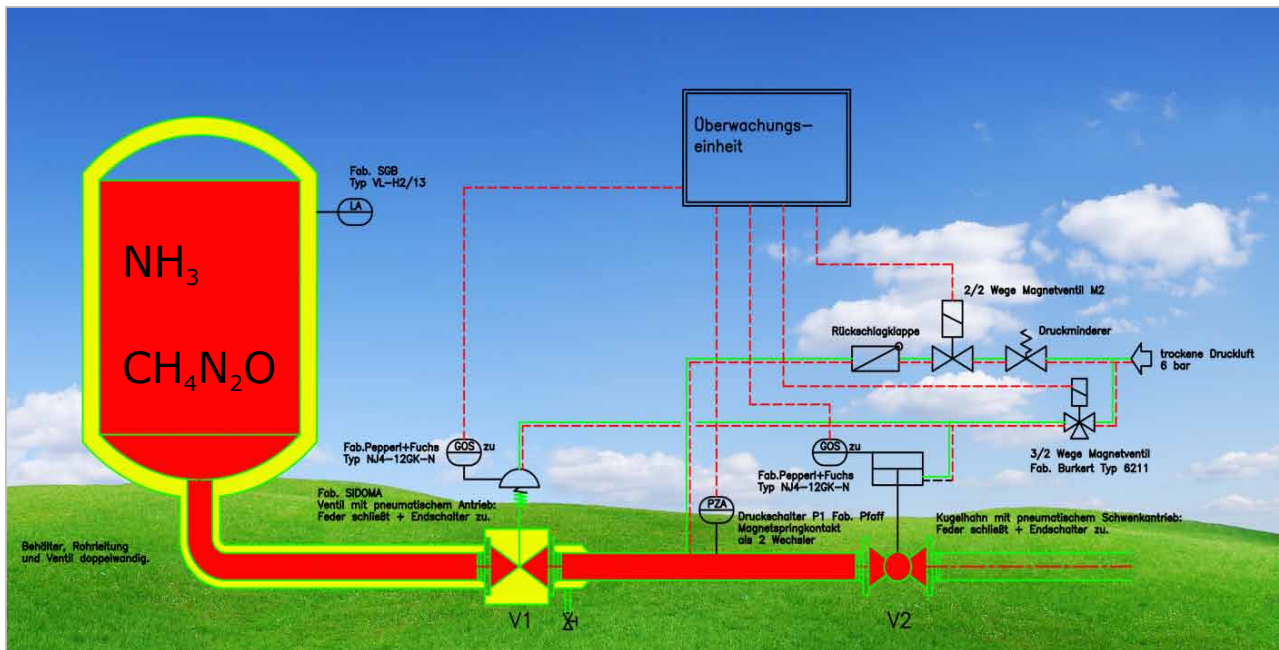 Überwachungs-
einheit
Fab. SGB
Typ VL-H2/13
LA
NH₃
CH₄N₂O
2/2 Wege Magnetventil M2
Rückschlagklappe
Druckminderer
trockene Druckluft
6 bar
Fab.Pepperl+Fuchs
Typ NJ4-12GK-N
GOS
zu
GOS
zu
Fab.Pepperl+Fuchs
Typ NJ4-12GK-N
3/2 Wege Magnetventil
Fab. Burkert Typ 6211
Fab. SIDOMA
Ventil mit pneumatischem Antrieb:
Feder schließt + Endschalter zu.
PZA
Druckschalter P1 Fab. Pfaff
Magnetspringkontakt
als 2 Wechsler
Kugelhahn mit pneumatischem Schwenkantrieb:
Feder schließt + Endschalter zu.
Behälter, Rohrleitung
und Ventil doppelwandig.
V1
V2